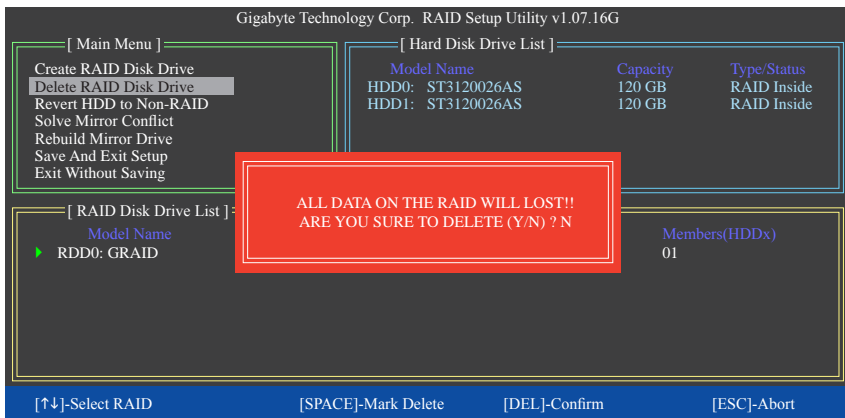 Gigabyte Technology Corp. RAID Setup Utility v1.07.16G
[ Main Menu ]
Create RAID Disk Drive
Delete RAID Disk Drive
Revert HDD to Non-RAID
Solve Mirror Conflict
Rebuild Mirror Drive
Save And Exit Setup
Exit Without Saving
[ Hard Disk Drive List ]
Model Name Capacity Type/Status
HDD0: ST3120026AS 120 GB RAID Inside
HDD1: ST3120026AS 120 GB RAID Inside
ALL DATA ON THE RAID WILL LOST!!
ARE YOU SURE TO DELETE (Y/N) ? N
[ RAID Disk Drive List ]
Model Name Members(HDDx)
RDD0: GRAID 01
[↑↓]-Select RAID [SPACE]-Mark Delete [DEL]-Confirm [ESC]-Abort